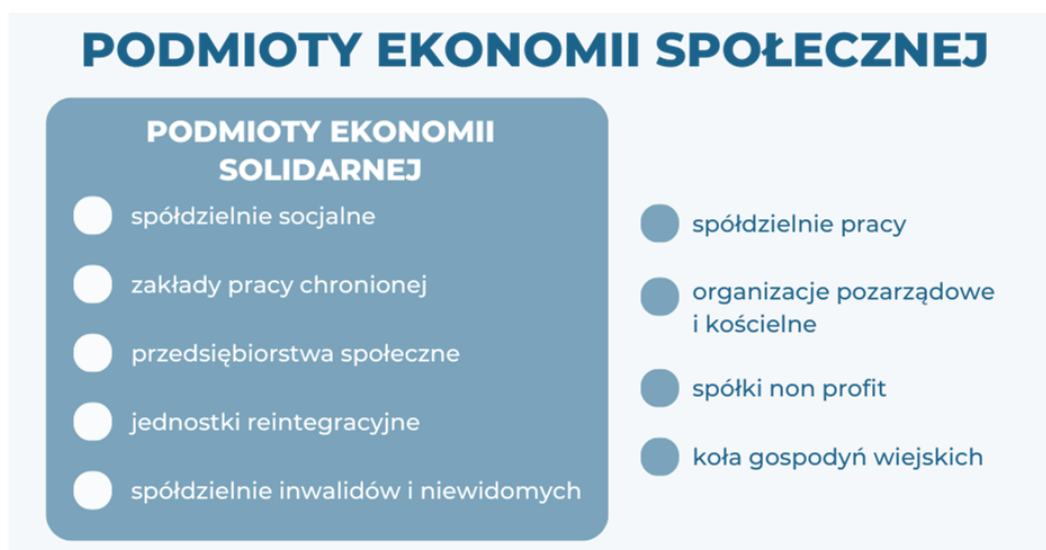 PODMIOTY EKONOMII SPOŁECZNEJ
PODMIOTY EKONOMII
SOLIDARNEJ
spółdzielnie socjalne
zakłady pracy chronionej
przedsiębiorstwa społeczne
jednostki reintegracyjne
spółdzielnie inwalidów i niewidomych
spółdzielnie pracy
organizacje pozarządowe
i kościelne
spółki non profit
koła gospodyń wiejskich